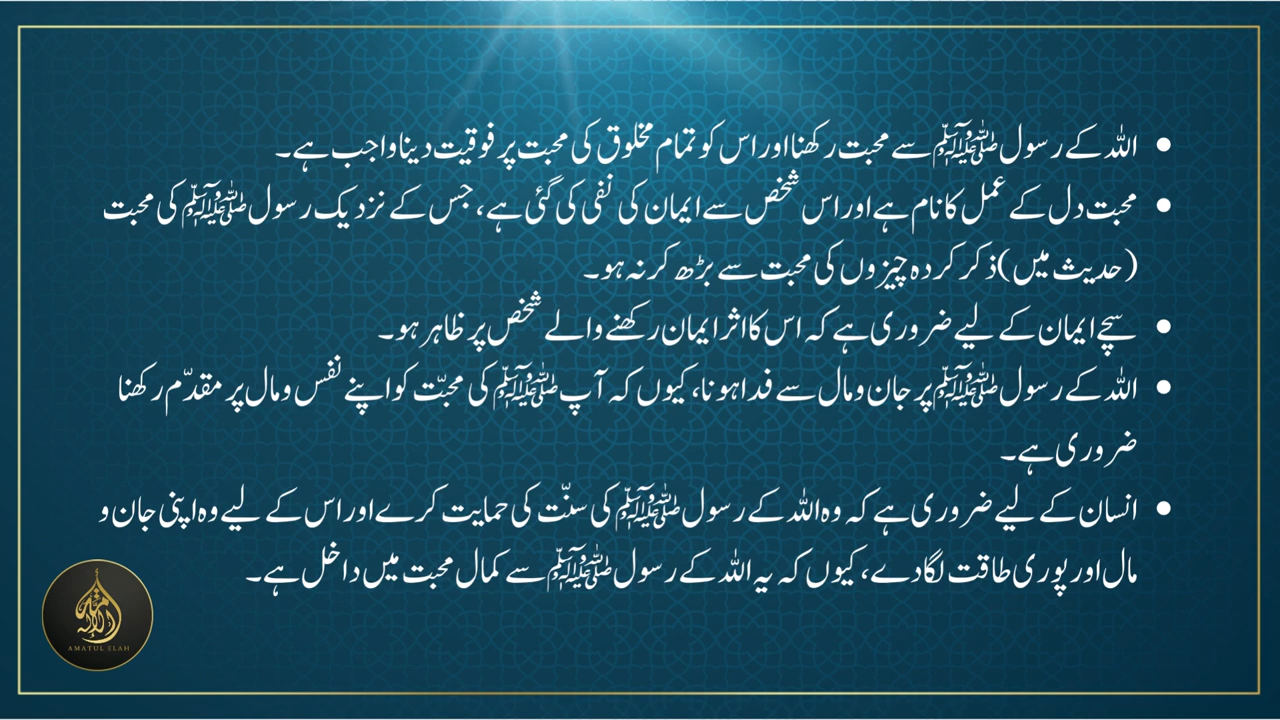 • اللہ کے رسول ﷺ سے محبت رکھنا اور اس کو تمام مخلوق کی محبت پر فوقیت دینا واجب ہے۔
• محبت دل کے عمل کا نام ہے اور اس شخص سے ایمان کی نفی کی گئی ہے، جس کے نزدیک رسول ﷺ کی محبت
(حدیث میں) ذکر کردہ چیزوں کی محبت سے بڑھ کر نہ ہو۔
• سچے ایمان کے لیے ضروری ہے کہ اس کا اثر ایمان رکھنے والے شخص پر ظاہر ہو۔
• اللہ کے رسول ﷺ پر جان و مال سے فدا ہونا، کیوں کہ آپ ﷺ کی محبّت کو اپنے نفس و مال پر مقدّم رکھنا
ضروری ہے۔
• انسان کے لیے ضروری ہے کہ وہ اللہ کے رسول ﷺ کی سنّت کی حمایت کرے اور اس کے لیے وہ اپنی جان و
مال اور پوری طاقت لگا دے، کیوں کہ یہ اللہ کے رسول ﷺ سے کمال محبت میں داخل ہے۔
AMATUL ELAH